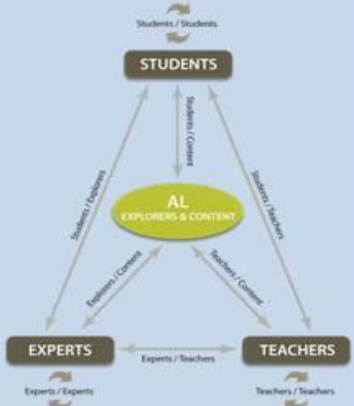 Students / Students
STUDENTS
Students / Content
Students / Explorers
Students / Teachers
AL
EXPLORERS & CONTENT
Explorers / Content
Teachers / Content
EXPERTS
Experts / Teachers
TEACHERS
Experts / Experts
Teachers / Teachers